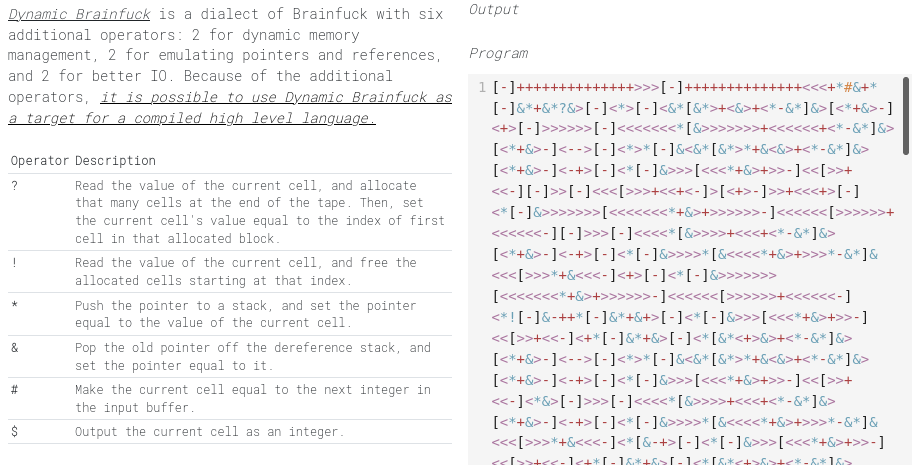 Dynamic Brainfuck is a dialect of Brainfuck with six
additional operators: 2 for dynamic memory
management, 2 for emulating pointers and references,
and 2 for better IO. Because of the additional
operators, it is possible to use Dynamic Brainfuck as
a target for a compiled high level language.
Operator Description
? Read the value of the current cell, and allocate
that many cells at the end of the tape. Then, set
the current cell's value equal to the index of first
cell in that allocated block.
! Read the value of the current cell, and free the
allocated cells starting at that index.
* Push the pointer to a stack, and set the pointer
equal to the value of the current cell.
& Pop the old pointer off the dereference stack, and
set the pointer equal to it.
# Make the current cell equal to the next integer in
the input buffer.
$ Output the current cell as an integer.
Output
Program
1 [-]++++++++++++++>>>[-]++++++++++++++<<<+*#&+*
[-]&*+&*?&>[-]<*>[-]<&*[&*>+<&>+<*-&*]&>[<*+&>-]
<+>[-]>>>>>>[-]<<<<<<<*[&>>>>>>>+<<<<<<+<*-&*]&>
[<*+&>-]<-->[-]<*>*[-]&<&*[&*>*+&<&>+<*-&*]&>
[<*+&>-]<-+>[-]<*[-]&>>>[<<<*+&>+>>-]<<[>>+
<<-][-]>>[-]<<<[>>>+<<+<-]>[<+>-]>>+<<<+>[-]
<*[-]&>>>>>>>[<<<<<<<*+&>+>>>>>>-]<<<<<<[>>>>>>+
<<<<<<-][-]>>>[-]<<<<*[&>>>>+<<<+<*-&*]&>
[<*+&>-]<-+>[-]<*[-]&>>>>*[&<<<<*+&>+>>>*-&*]&
<<<[>>>*+&<<<-]<+>[-]<*[-]&>>>>>>>
[<<<<<<<*+&>+>>>>>>-]<<<<<<[>>>>>>+<<<<<<-]
<*![-]&-++*[-]&*+&+>[-]<*[-]&>>>[<<<*+&>+>>-]
<<[>>+<<-]<+*[-]&*+&>[-]<*[&*<+>&>+<*-&*]&>
[<*+&>-]<-->[-]<*>*[-]&<&*[&*>*+&<&>+<*-&*]&>
[<*+&>-]<-+>[-]<*[-]&>>>[<<<*+&>+>>-]<<[>>+
<<-]<*&>[-]>>>[-]<<<<*[&>>>>+<<<+<*-&*]&>
[<*+&>-]<-+>[-]<*[-]&>>>>*[&<<<<*+&>+>>>*-&*]&
<<<[>>>*+&<<<-]<*[&-+>[-]<*[-]&>>>[<<<*+&>+>>-]